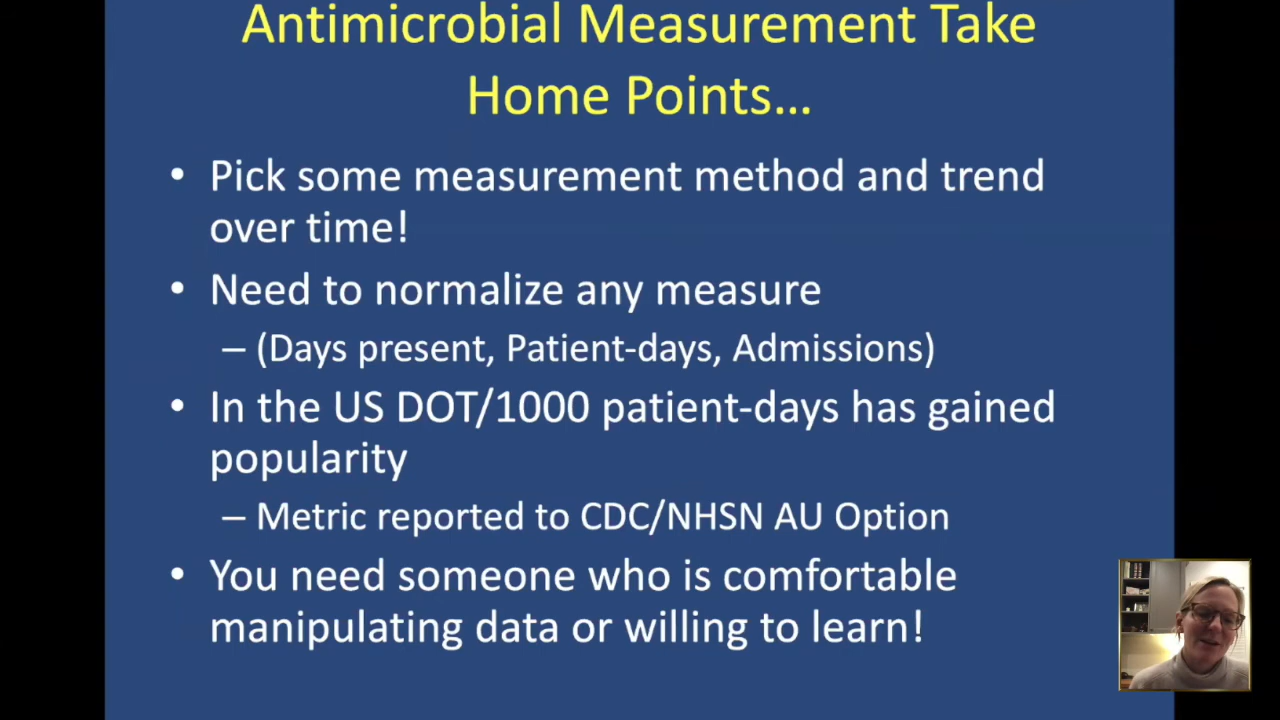 Antimicrobial Measurement Take
Home Points...
• Pick some measurement method and trend
over time!
• Need to normalize any measure
– (Days present, Patient-days, Admissions)
• In the US DOT/1000 patient-days has gained
popularity
– Metric reported to CDC/NHSN AU Option
• You need someone who is comfortable
manipulating data or willing to learn!